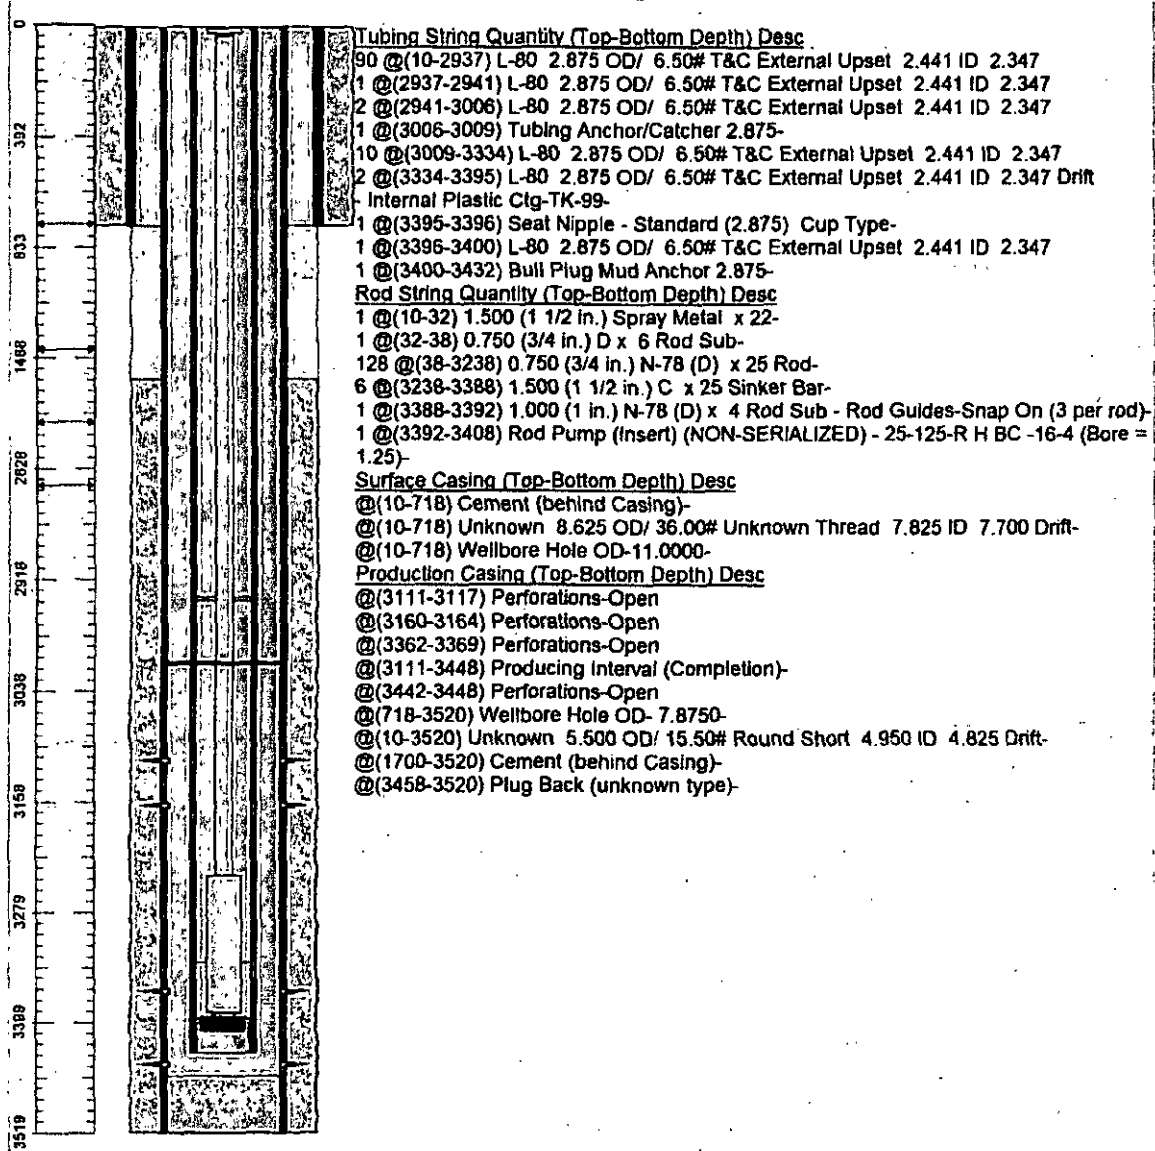 0
392
833
1488
2828
2918
3038
3158
3279
3399
3519
Tubing String Quantity (Top-Bottom Depth) Desc
90 @(10-2937) L-80 2.875 OD/ 6.50# T&C External Upset 2.441 ID 2.347
1 @(2937-2941) L-80 2.875 OD/ 6.50# T&C External Upset 2.441 ID 2.347
2 @(2941-3006) L-80 2.875 OD/ 6.50# T&C External Upset 2.441 ID 2.347
1 @(3006-3009) Tubing Anchor/Catcher 2.875-
10 @(3009-3334) L-80 2.875 OD/ 6.50# T&C External Upset 2.441 ID 2.347
2 @(3334-3395) L-80 2.875 OD/ 6.50# T&C External Upset 2.441 ID 2.347 Drift
- Internal Plastic Ctg-TK-99-
1 @(3395-3396) Seat Nipple - Standard (2.875) Cup Type-
1 @(3396-3400) L-80 2.875 OD/ 6.50# T&C External Upset 2.441 ID 2.347
1 @(3400-3432) Bull Plug Mud Anchor 2.875-
Rod String Quantity (Top-Bottom Depth) Desc
1 @(10-32) 1.500 (1 1/2 in.) Spray Metal x 22-
1 @(32-38) 0.750 (3/4 in.) D x 6 Rod Sub-
128 @(38-3238) 0.750 (3/4 in.) N-78 (D) x 25 Rod-
6 @(3238-3388) 1.500 (1 1/2 in.) C x 25 Sinker Bar-
1 @(3388-3392) 1.000 (1 in.) N-78 (D) x 4 Rod Sub - Rod Guides-Snap On (3 per rod)-
1 @(3392-3408) Rod Pump (Insert) (NON-SERIALIZED) - 25-125-R H BC -16-4 (Bore =
1.25)-
Surface Casing (Top-Bottom Depth) Desc
@(10-718) Cement (behind Casing)-
@(10-718) Unknown 8.625 OD/ 36.00# Unknown Thread 7.825 ID 7.700 Drift-
@(10-718) Wellbore Hole OD-11.0000-
Production Casing (Top-Bottom Depth) Desc
@(3111-3117) Perforations-Open
@(3160-3164) Perforations-Open
@(3362-3369) Perforations-Open
@(3111-3448) Producing Interval (Completion)-
@(3442-3448) Perforations-Open
@(718-3520) Wellbore Hole OD- 7.8750-
@(10-3520) Unknown 5.500 OD/ 15.50# Round Short 4.950 ID 4.825 Drift-
@(1700-3520) Cement (behind Casing)-
@(3458-3520) Plug Back (unknown type)-